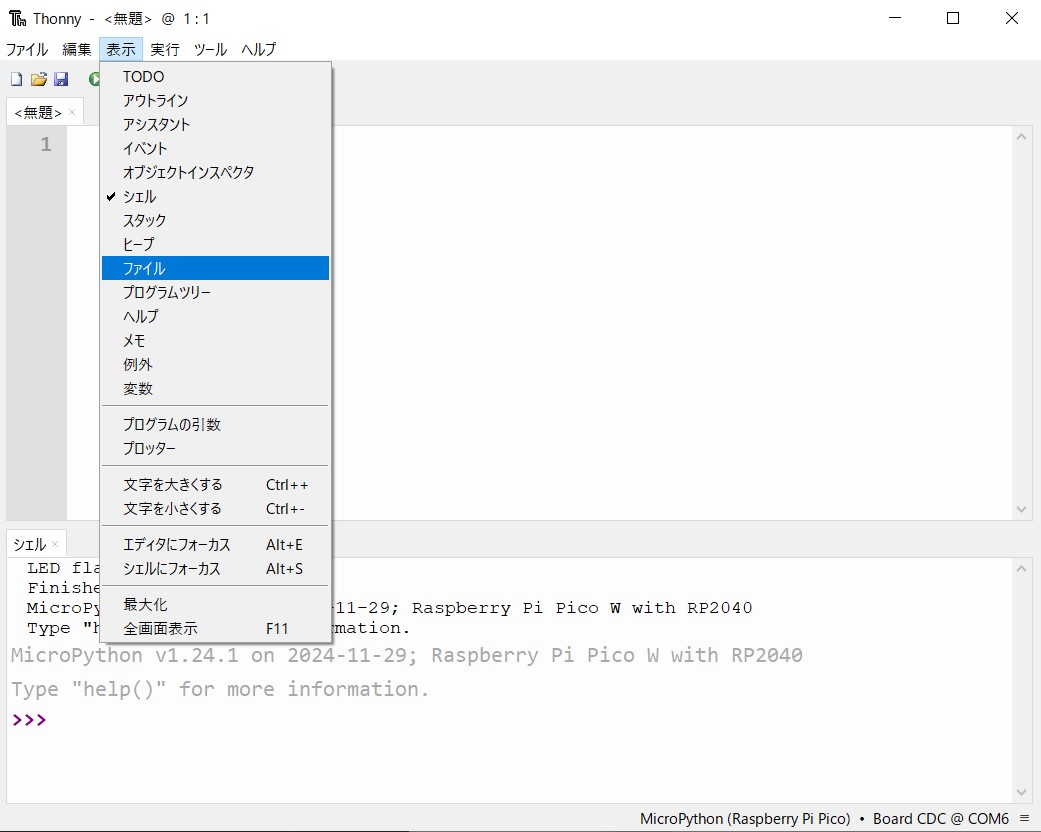 Thonny - <無題> @ 1 : 1
ファイル 編集 表示 実行 ツール ヘルプ
<無題> ×
1
TODO
アウトライン
アシスタント
イベント
オブジェクトインスペクタ
✔ シェル
スタック
ヒープ
ファイル
プログラムツリー
ヘルプ
メモ
例外
変数
プログラムの引数
プロッター
文字を大きくする Ctrl++
文字を小さくする Ctrl+-
エディタにフォーカス Alt+E
シェルにフォーカス Alt+S
最大化
全画面表示 F11
シェル ×
LED fla
Finishe
MicroPy -11-29; Raspberry Pi Pico W with RP2040
Type "h mation.
MicroPython v1.24.1 on 2024-11-29; Raspberry Pi Pico W with RP2040
Type "help()" for more information.
>>>
MicroPython (Raspberry Pi Pico) • Board CDC @ COM6 ≡